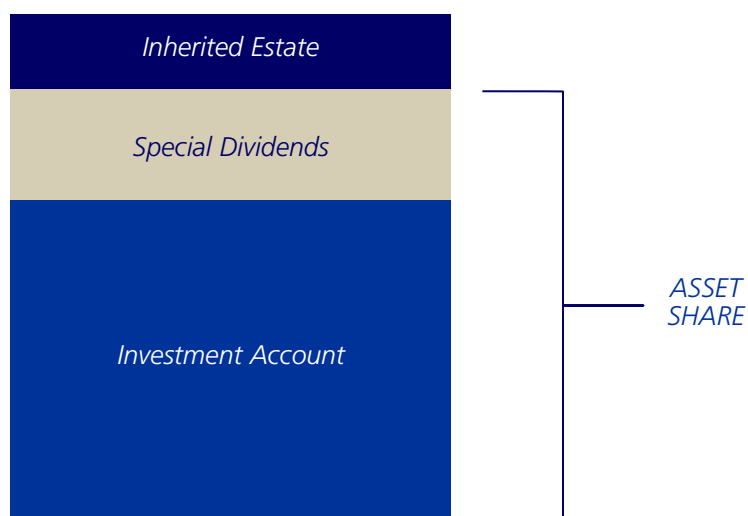 Inherited Estate
Special Dividends
Investment Account
ASSET
SHARE